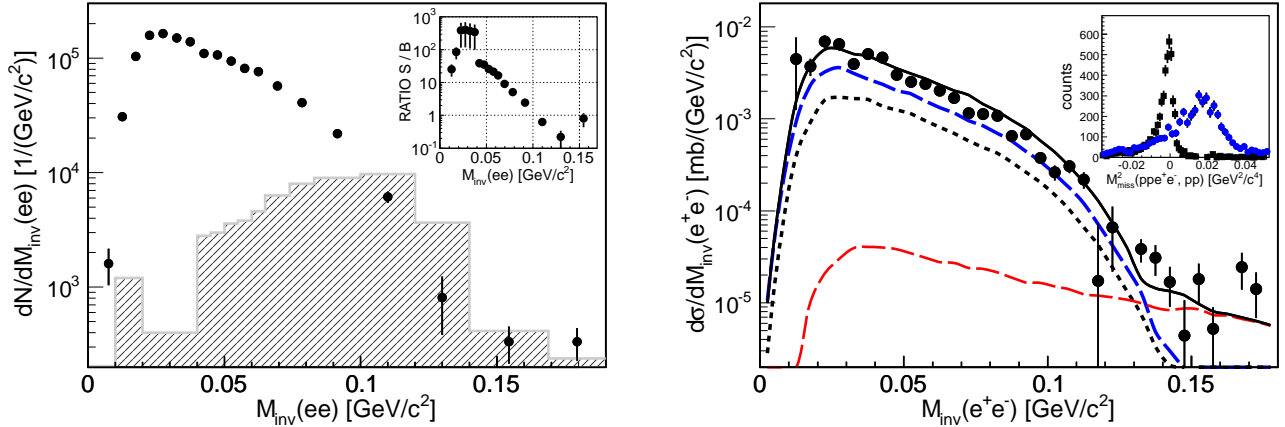 dN/dM_inv(ee) [1/(GeV/c²)]
10⁵
10⁴
10³
0 0.05 0.1 0.15
M_inv(ee) [GeV/c²]
RATIO S / B
10³
10²
10
1
10⁻¹
0 0.05 0.10 0.15
M_inv(ee) [GeV/c²]
dσ/dM_inv(e⁺e⁻) [mb/(GeV/c²)]
10⁻²
10⁻³
10⁻⁴
10⁻⁵
0 0.05 0.1 0.15
M_inv(e⁺e⁻) [GeV/c²]
counts
800
700
600
500
400
300
200
100
0
-0.02 0 0.02 0.04
M²_miss(ppe⁺e⁻, pp) [GeV²/c⁴]